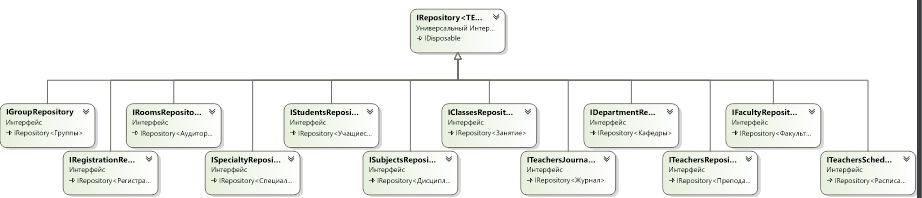 IRepository<TE...
Универсальный Интер...
IDisposable
IGroupRepository
Интерфейс
IRepository<Группы>
IRoomsReposito...
Интерфейс
IRepository<Аудитор...
IStudentsReposi...
Интерфейс
IRepository<Учащиес...
IClassesReposit...
Интерфейс
IRepository<Занятие>
IDepartmentRe...
Интерфейс
IRepository<Кафедры>
IFacultyReposit...
Интерфейс
IRepository<Факульт...
IRegistrationRe...
Интерфейс
IRepository<Регистра...
ISpecialtyReposi...
Интерфейс
IRepository<Специал...
ISubjectsReposi...
Интерфейс
IRepository<Дисципл...
ITeachersJourna...
Интерфейс
IRepository<Журнал>
ITeachersReposi...
Интерфейс
IRepository<Препода...
ITeachersSched...
Интерфейс
IRepository<Расписа...